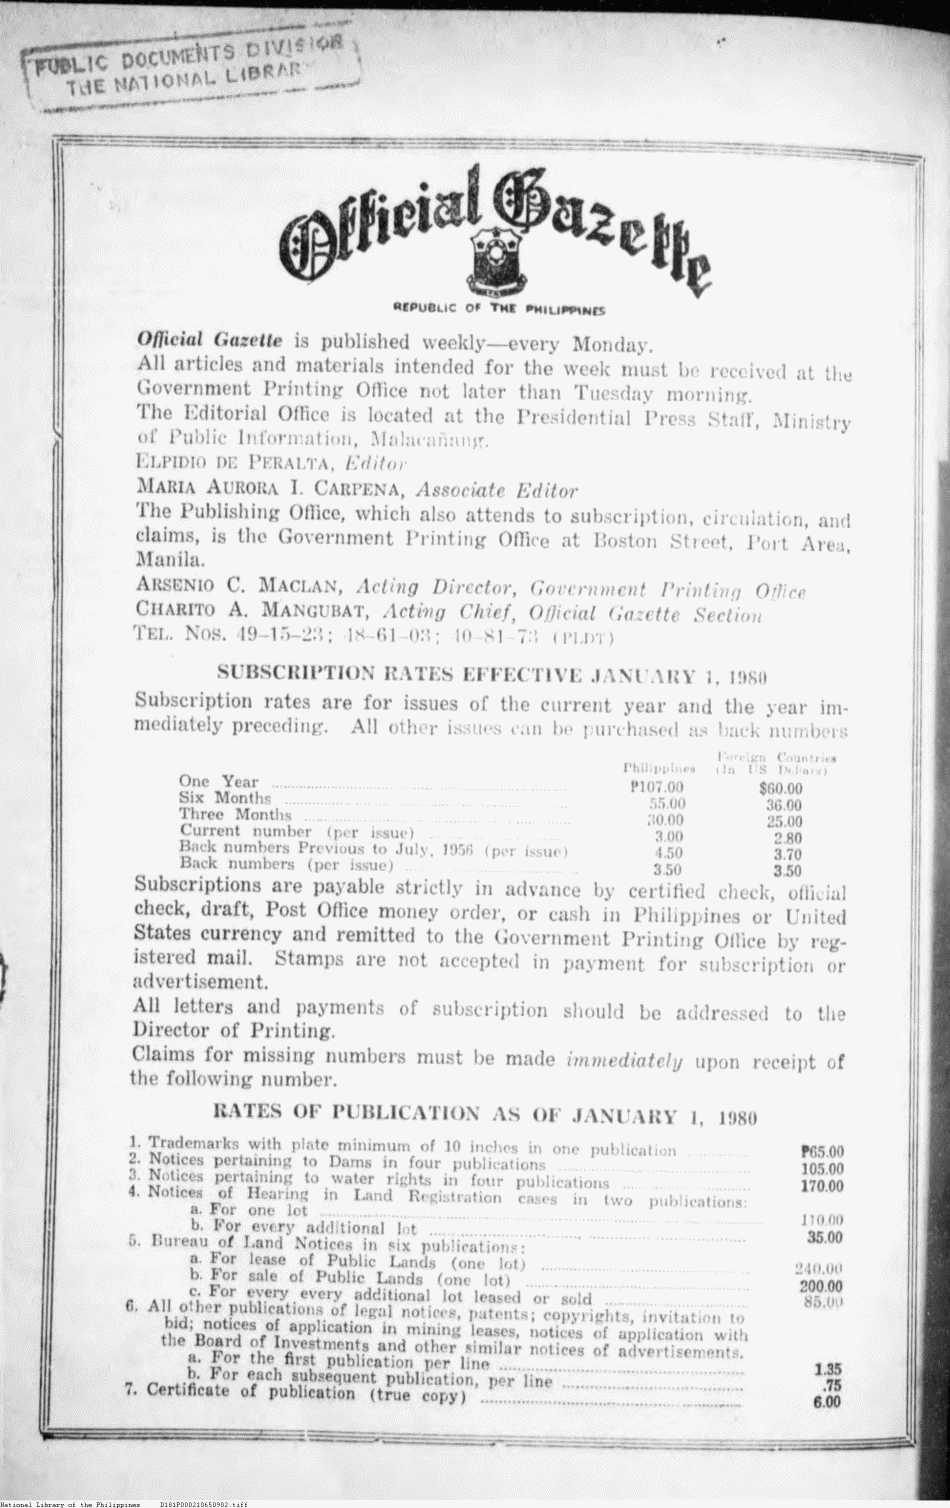 PUBLIC DOCUMENTS DIVISION
THE NATIONAL LIBRARY
Official Gazette
REPUBLIC OF THE PHILIPPINES
Official Gazette is published weekly—every Monday.
All articles and materials intended for the week must be received at the
Government Printing Office not later than Tuesday morning.
The Editorial Office is located at the Presidential Press Staff, Ministry
of Public Information, Malacañang.
ELPIDIO DE PERALTA, Editor
MARIA AURORA I. CARPENA, Associate Editor
The Publishing Office, which also attends to subscription, circulation, and
claims, is the Government Printing Office at Boston Street, Port Area,
Manila.
ARSENIO C. MACLAN, Acting Director, Government Printing Office
CHARITO A. MANGUBAT, Acting Chief, Official Gazette Section
TEL. NOS. 49–15–23; 48–61–03; 40–81–73 (PLDT)
SUBSCRIPTION RATES EFFECTIVE JANUARY 1, 1980
Subscription rates are for issues of the current year and the year im-
mediately preceding. All other issues can be purchased as back numbers
Philippines Foreign Countries (In US Dollars)
One Year ₱107.00 $60.00
Six Months 55.00 36.00
Three Months 30.00 25.00
Current number (per issue) 3.00 2.80
Back numbers Previous to July, 1956 (per issue) 4.50 3.70
Back numbers (per issue) 3.50 3.50
Subscriptions are payable strictly in advance by certified check, official
check, draft, Post Office money order, or cash in Philippines or United
States currency and remitted to the Government Printing Office by reg-
istered mail. Stamps are not accepted in payment for subscription or
advertisement.
All letters and payments of subscription should be addressed to the
Director of Printing.
Claims for missing numbers must be made immediately upon receipt of
the following number.
RATES OF PUBLICATION AS OF JANUARY 1, 1980
1. Trademarks with plate minimum of 10 inches in one publication ₱65.00
2. Notices pertaining to Dams in four publications 105.00
3. Notices pertaining to water rights in four publications 170.00
4. Notices of Hearing in Land Registration cases in two publications:
a. For one lot 110.00
b. For every additional lot 35.00
5. Bureau of Land Notices in six publications:
a. For lease of Public Lands (one lot) 240.00
b. For sale of Public Lands (one lot) 200.00
c. For every every additional lot leased or sold 85.00
6. All other publications of legal notices, patents; copyrights, invitation to
bid; notices of application in mining leases, notices of application with
the Board of Investments and other similar notices of advertisements.
a. For the first publication per line 1.35
b. For each subsequent publication, per line .75
7. Certificate of publication (true copy) 6.00
National Library of the Philippines D181P000210650902.tiff